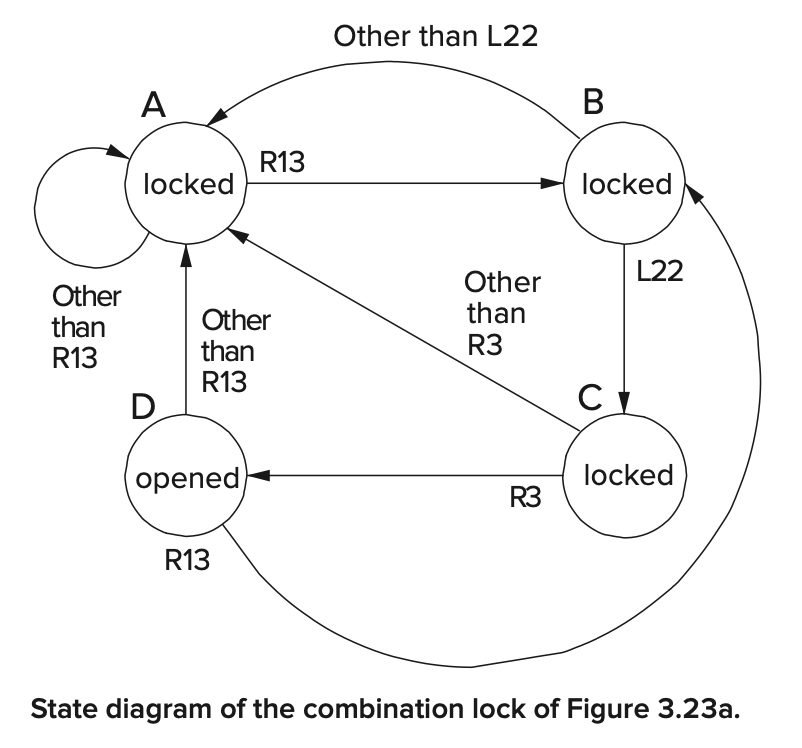 Other than L22
A
B
R13
locked
locked
L22
Other
than
R13
Other
than
R13
Other
than
R3
D
C
opened
locked
R3
R13
State diagram of the combination lock of Figure 3.23a.